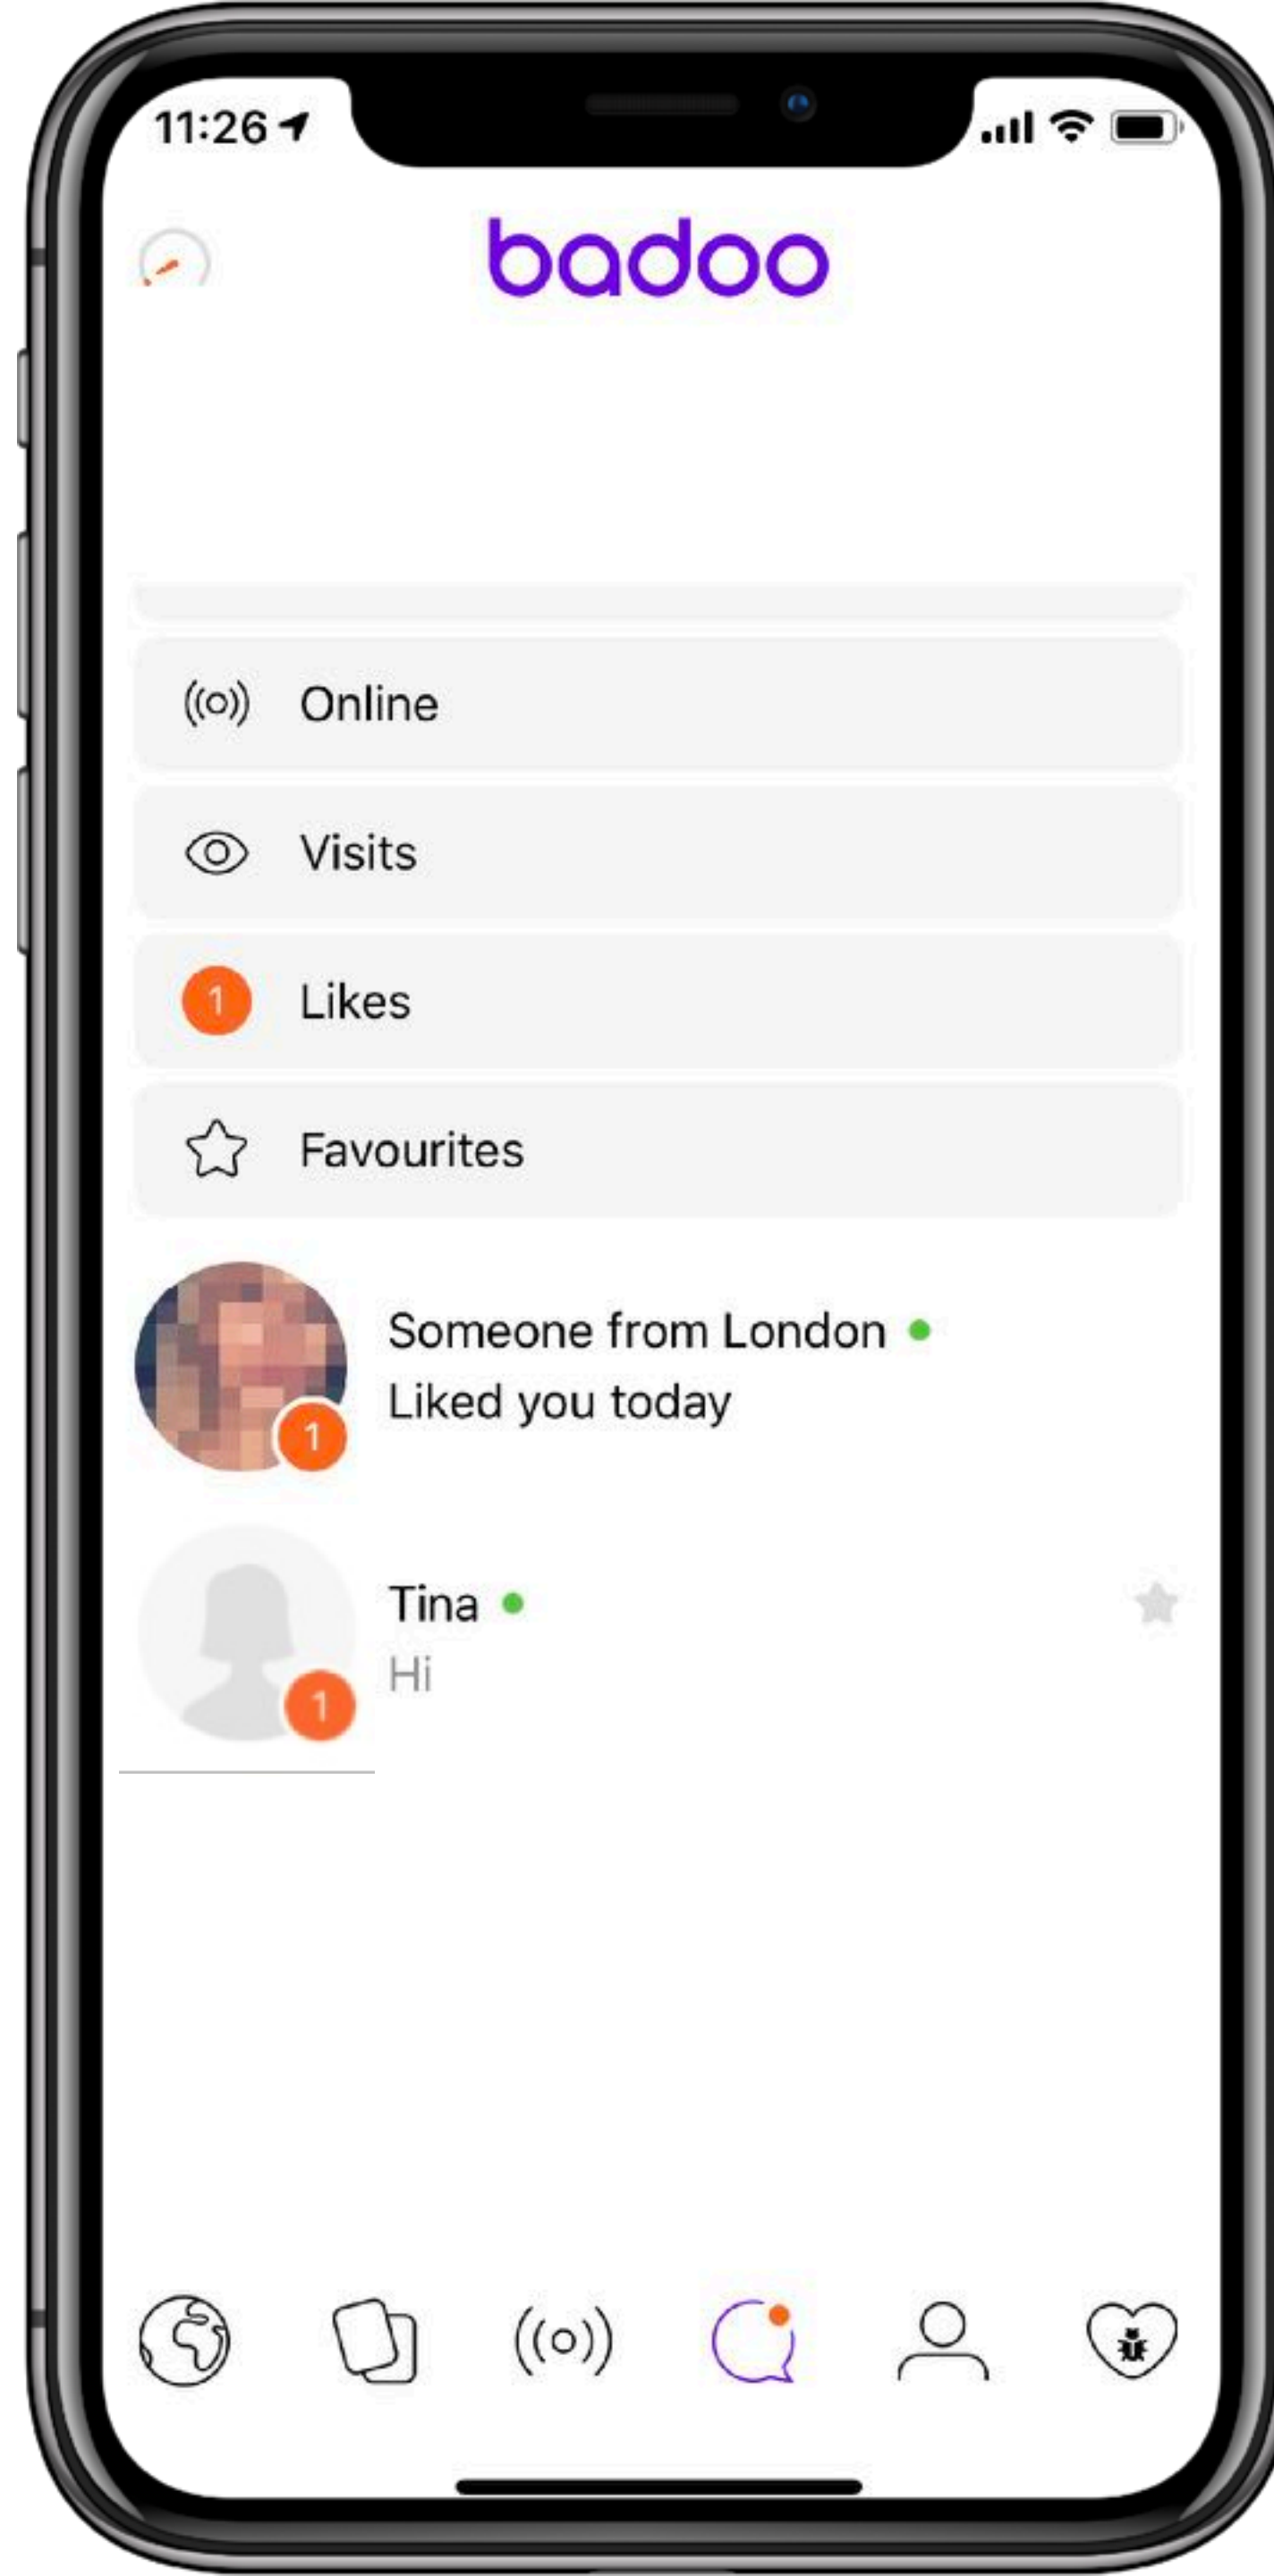 11:26
badoo
Online
Visits
1
Likes
Favourites
Someone from London
Liked you today
1
Tina
Hi
1